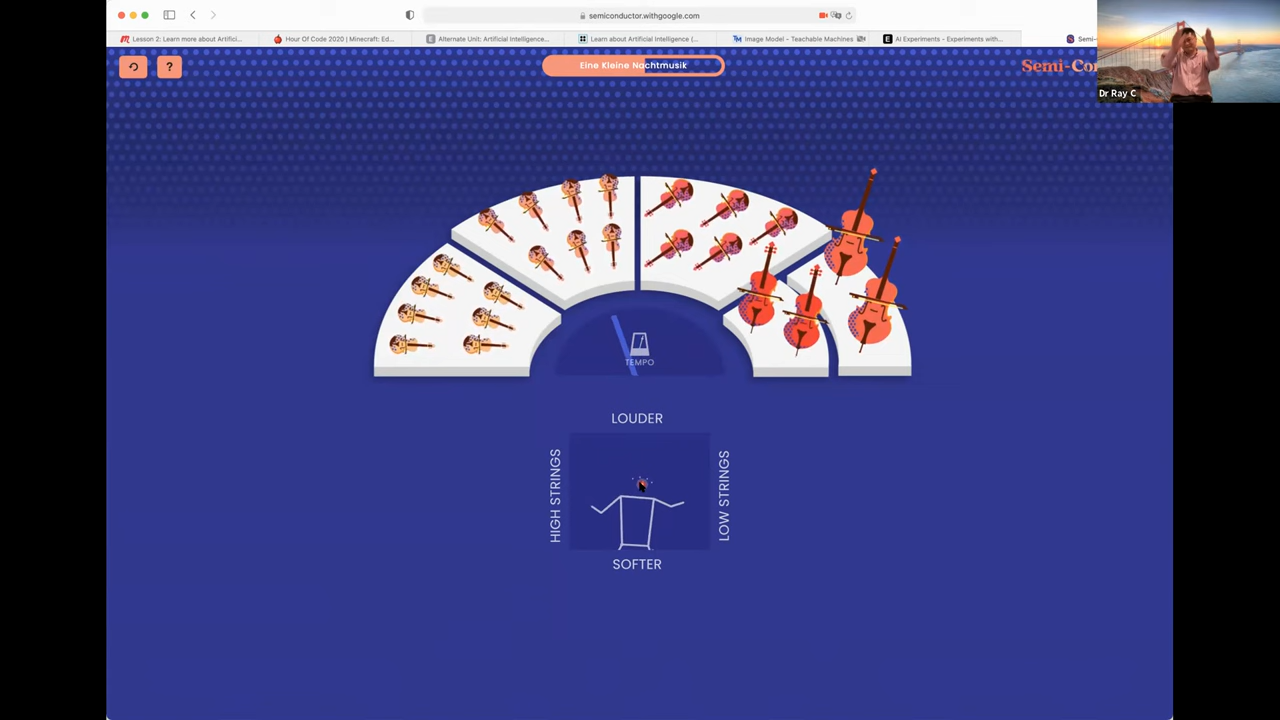 semiconductor.withgoogle.com
Lesson 2: Learn more about Artifici...
Hour Of Code 2020 | Minecraft: Ed...
Alternate Unit: Artificial Intelligence...
Learn about Artificial Intelligence (...
Image Model - Teachable Machines
AI Experiments - Experiments with...
Semi-
?
Eine Kleine Nachtmusik
Semi-Co
Dr Ray C
TEMPO
LOUDER
HIGH STRINGS
LOW STRINGS
SOFTER